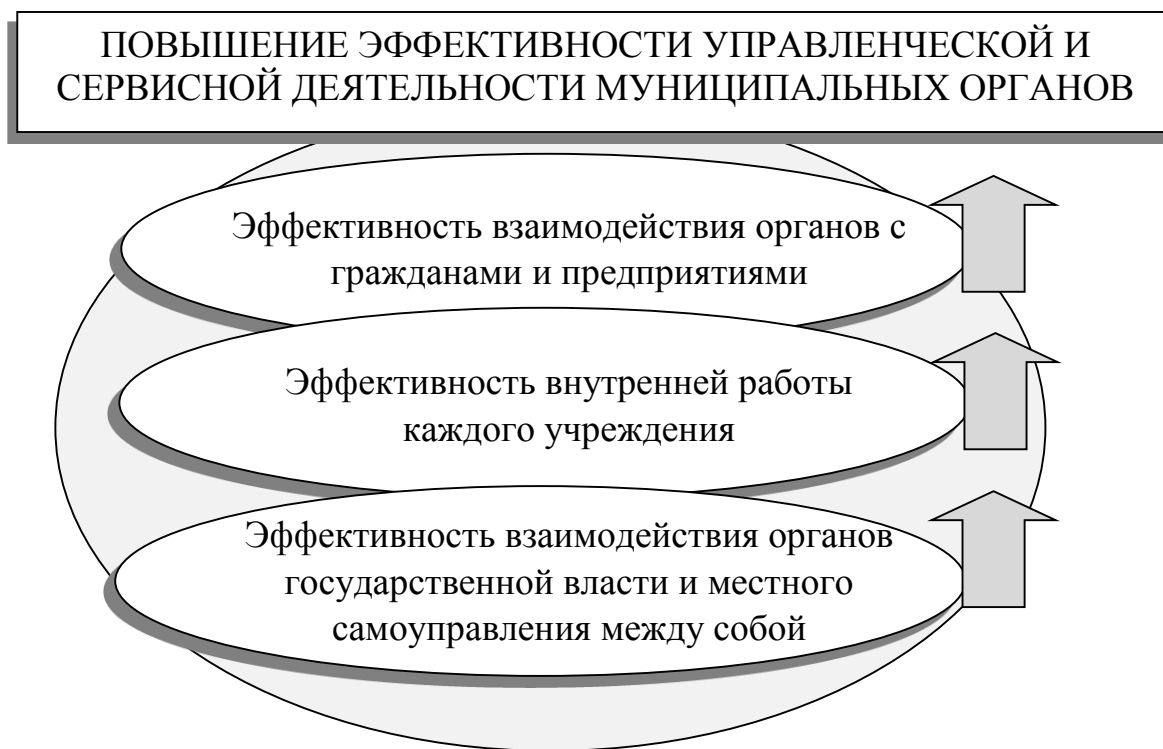 ПОВЫШЕНИЕ ЭФФЕКТИВНОСТИ УПРАВЛЕНЧЕСКОЙ И
СЕРВИСНОЙ ДЕЯТЕЛЬНОСТИ МУНИЦИПАЛЬНЫХ ОРГАНОВ
Эффективность взаимодействия органов с
гражданами и предприятиями
Эффективность внутренней работы
каждого учреждения
Эффективность взаимодействия органов
государственной власти и местного
самоуправления между собой